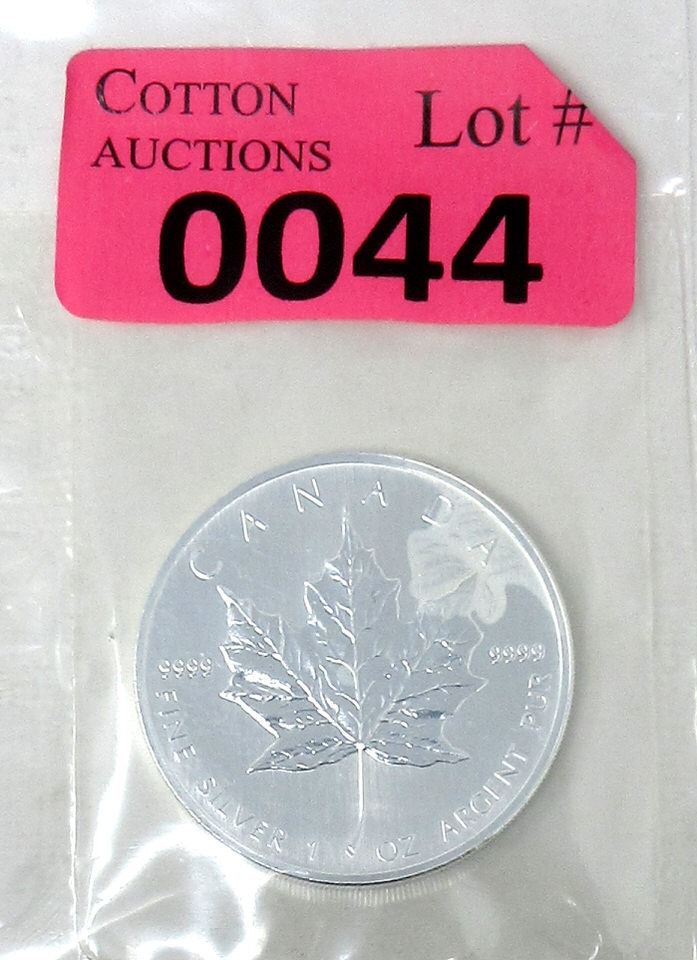 COTTON
AUCTIONS
Lot #
0044
CANADA
9999
9999
FINE SILVER 1 OZ ARGENT PUR